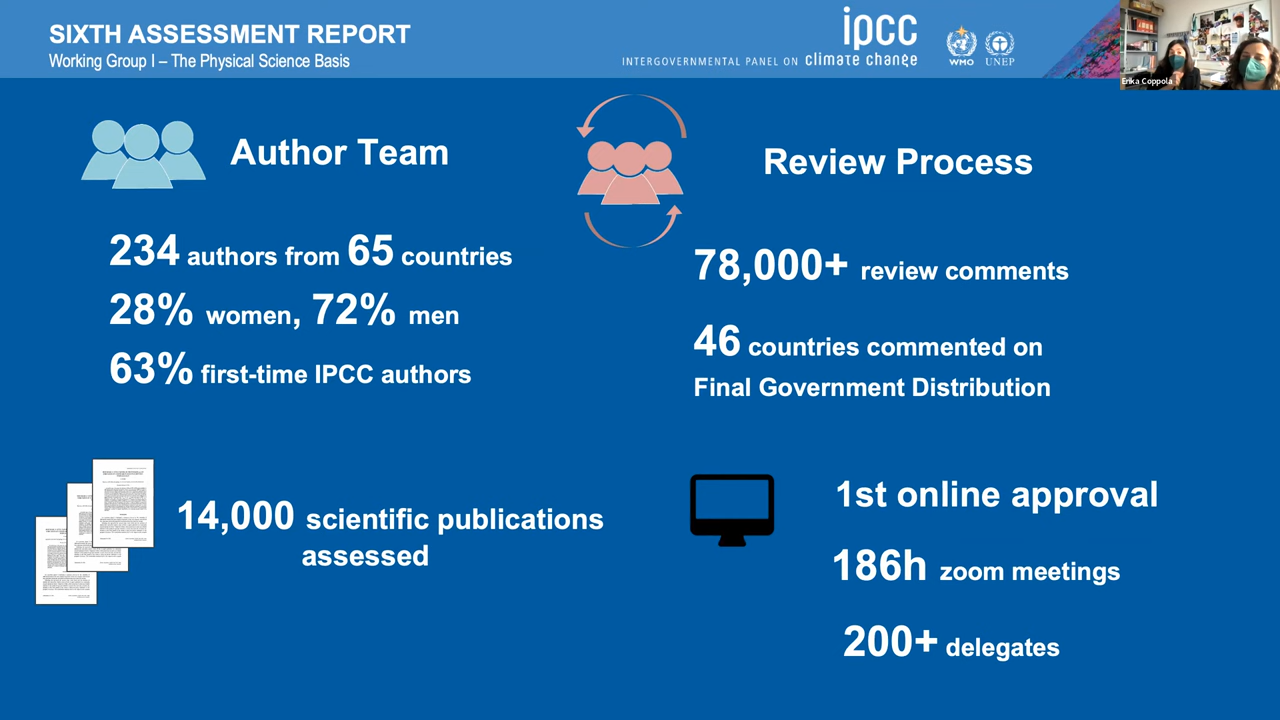 SIXTH ASSESSMENT REPORT
Working Group I – The Physical Science Basis
ipcc
INTERGOVERNMENTAL PANEL ON climate change
WMO
UNEP
Erika Coppola
Author Team
234 authors from 65 countries
28% women, 72% men
63% first-time IPCC authors
Review Process
78,000+ review comments
46 countries commented on
Final Government Distribution
14,000 scientific publications
assessed
1st online approval
186h zoom meetings
200+ delegates